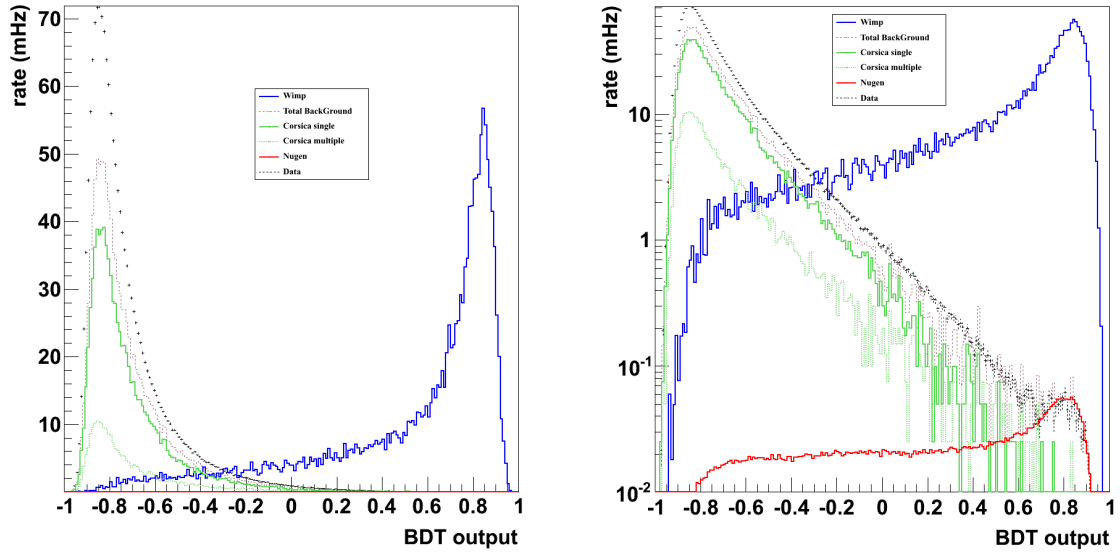 rate (mHz)
70
60
50
40
30
20
10
-1 -0.8 -0.6 -0.4 -0.2 0 0.2 0.4 0.6 0.8 1
BDT output
Wimp
Total BackGround
Corsica single
Corsica multiple
Nugen
Data
rate (mHz)
10
1
10-1
10-2
-1 -0.8 -0.6 -0.4 -0.2 0 0.2 0.4 0.6 0.8 1
BDT output
Wimp
Total BackGround
Corsica single
Corsica multiple
Nugen
Data